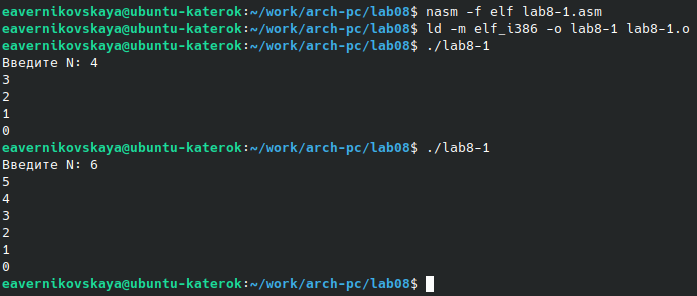 eavernikovskaya@ubuntu-katerok:~/work/arch-pc/lab08$ nasm -f elf lab8-1.asm
eavernikovskaya@ubuntu-katerok:~/work/arch-pc/lab08$ ld -m elf_i386 -o lab8-1 lab8-1.o
eavernikovskaya@ubuntu-katerok:~/work/arch-pc/lab08$ ./lab8-1
Введите N: 4
3
2
1
0
eavernikovskaya@ubuntu-katerok:~/work/arch-pc/lab08$ ./lab8-1
Введите N: 6
5
4
3
2
1
0
eavernikovskaya@ubuntu-katerok:~/work/arch-pc/lab08$